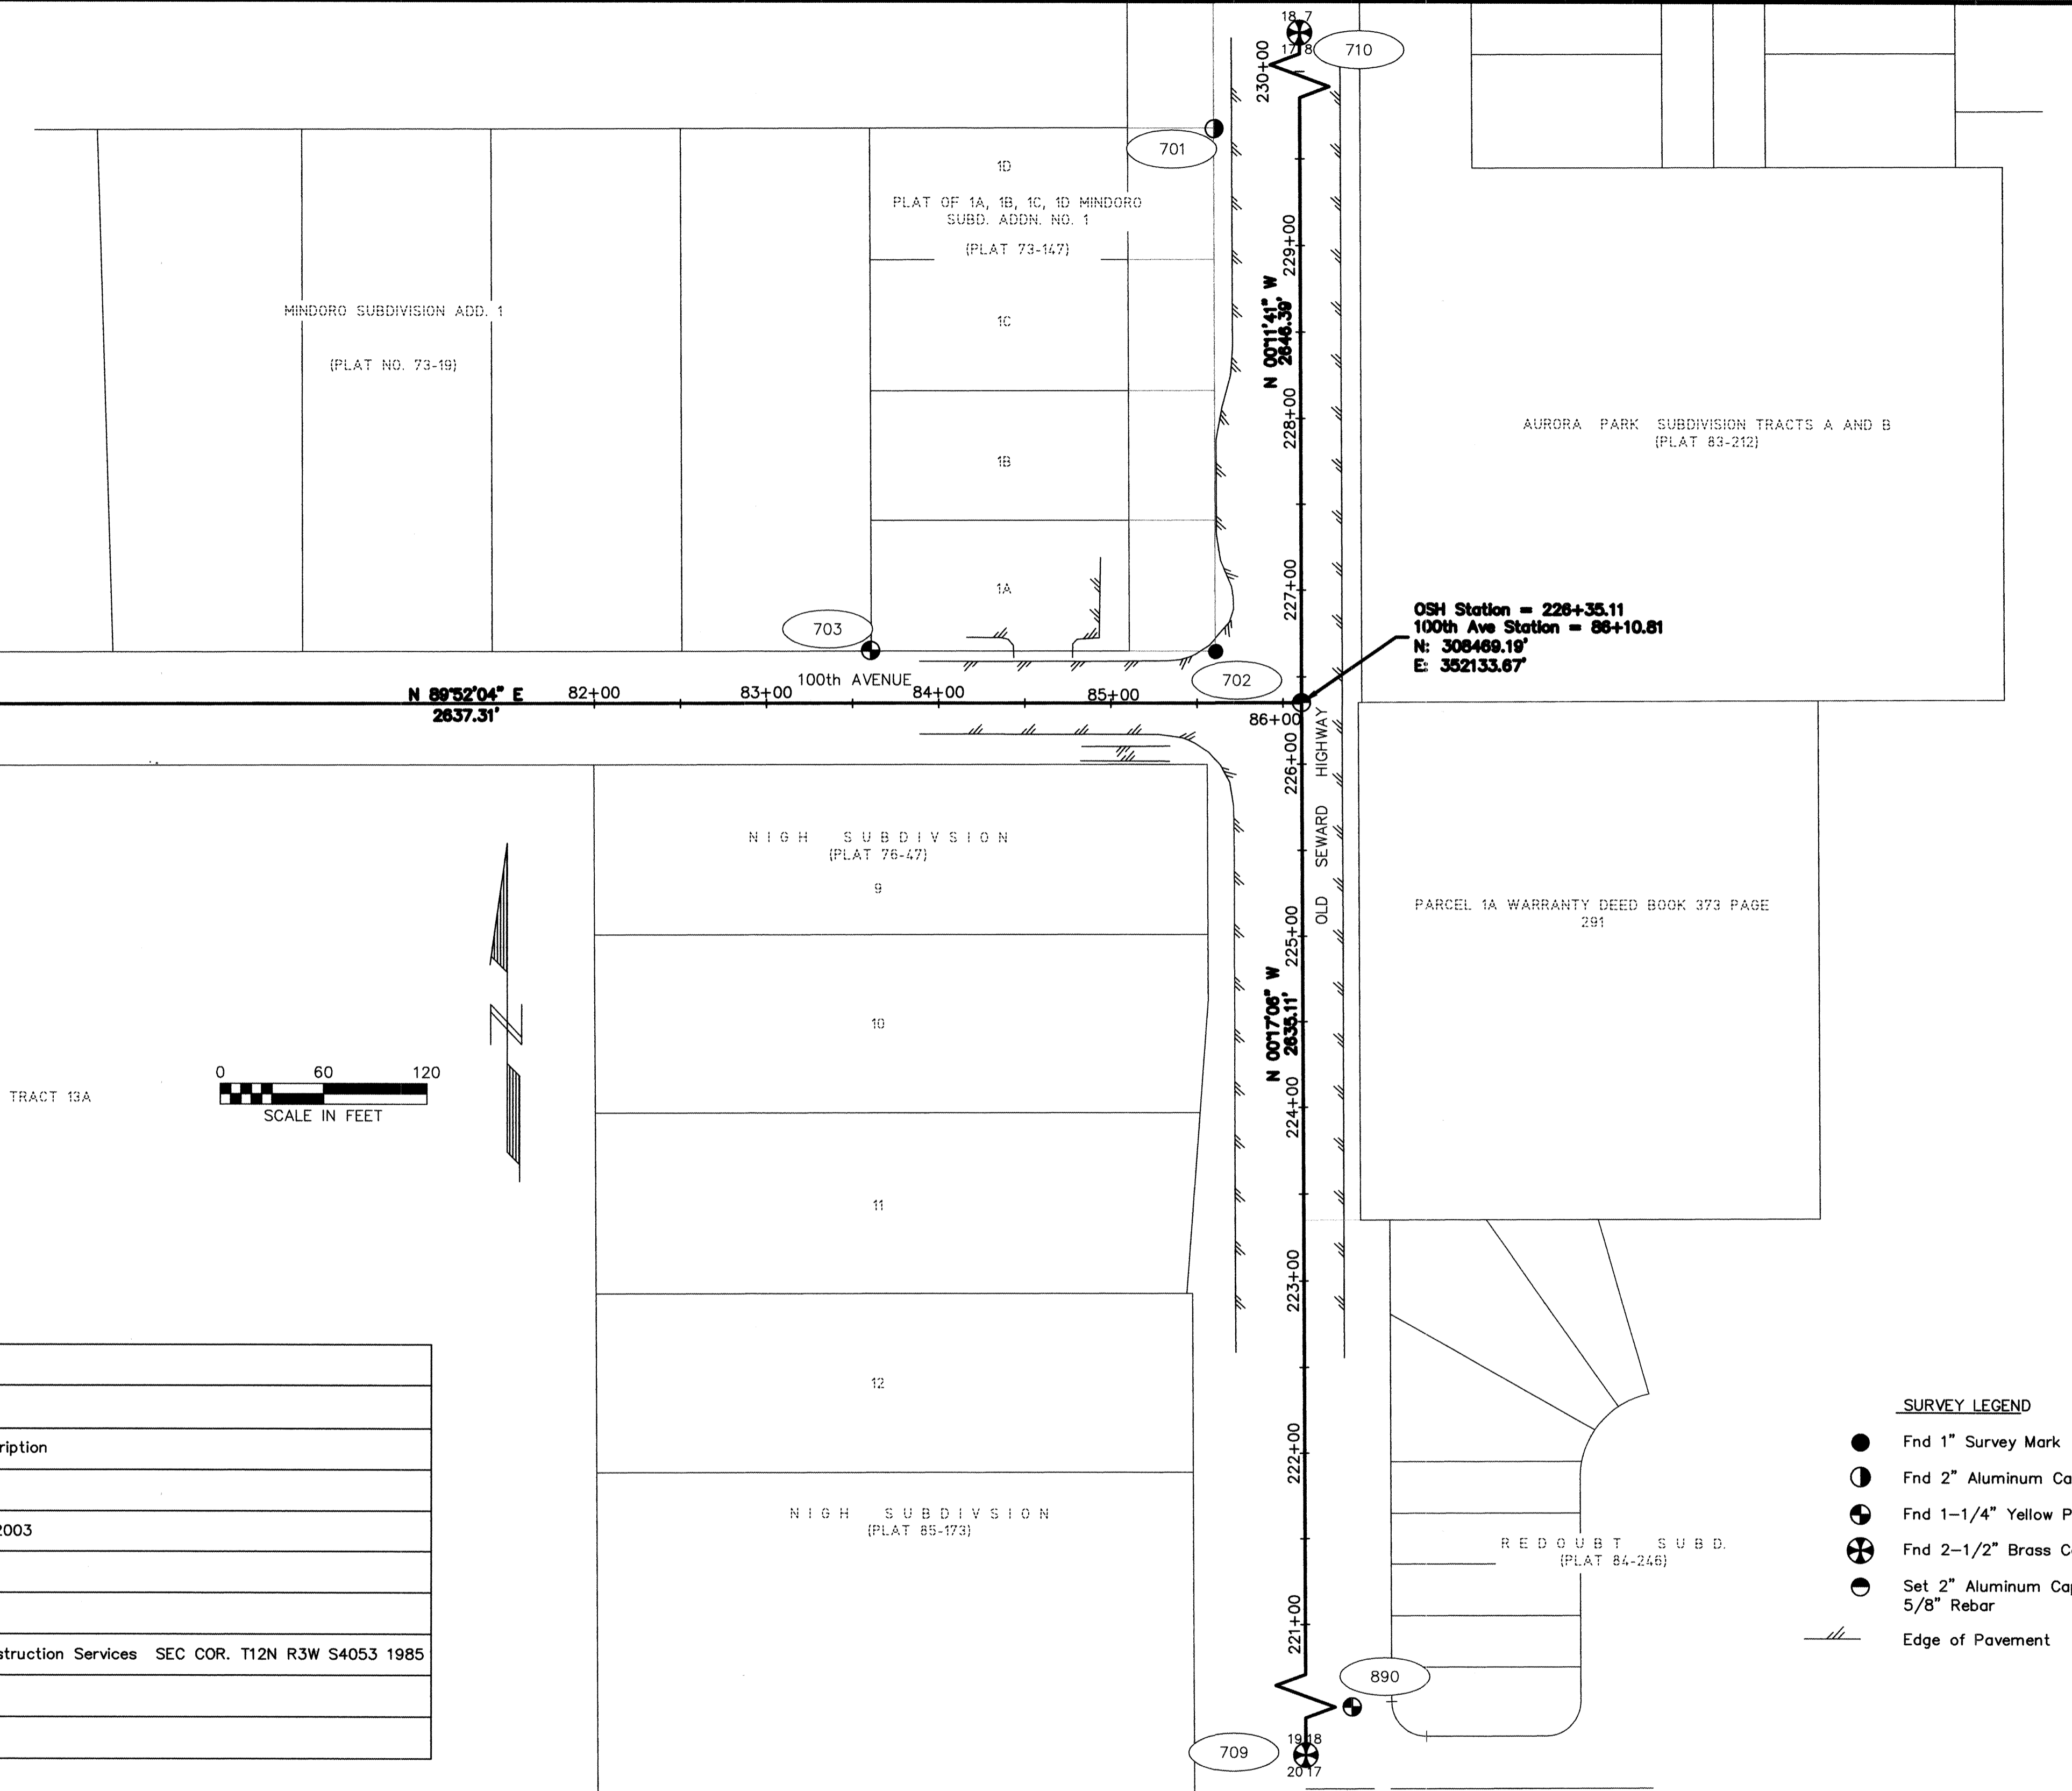 18 7
17 8
710
230+00
701
1D
PLAT OF 1A, 1B, 1C, 1D MINDORO
SUBD. ADDN. NO. 1
(PLAT 73-147)
229+00
MINDORO SUBDIVISION ADD. 1
(PLAT NO. 73-19)
1C
N 00°11'41" W
2646.39'
228+00
AURORA PARK SUBDIVISION TRACTS A AND B
(PLAT 83-212)
1B
227+00
1A
703
OSH Station = 226+35.11
100th Ave Station = 86+10.81
N: 308469.19'
E: 352133.67'
702
100th AVENUE
N 89°52'04" E
2637.31'
82+00
83+00
84+00
85+00
86+00
226+00
OLD SEWARD HIGHWAY
NIGH SUBDIVSION
(PLAT 76-47)
9
225+00
PARCEL 1A WARRANTY DEED BOOK 373 PAGE
291
10
N 00°17'06" W
2635.11'
N
0 60 120
SCALE IN FEET
TRACT 13A
224+00
11
223+00
12
222+00
ription
2003
struction Services SEC COR. T12N R3W S4053 1985
NIGH SUBDIVSION
(PLAT 85-173)
REDOUBT SUBD.
(PLAT 84-246)
221+00
890
709
19 18
20 17
SURVEY LEGEND
Fnd 1" Survey Mark
Fnd 2" Aluminum Ca
Fnd 1-1/4" Yellow P
Fnd 2-1/2" Brass C
Set 2" Aluminum Cap
5/8" Rebar
Edge of Pavement